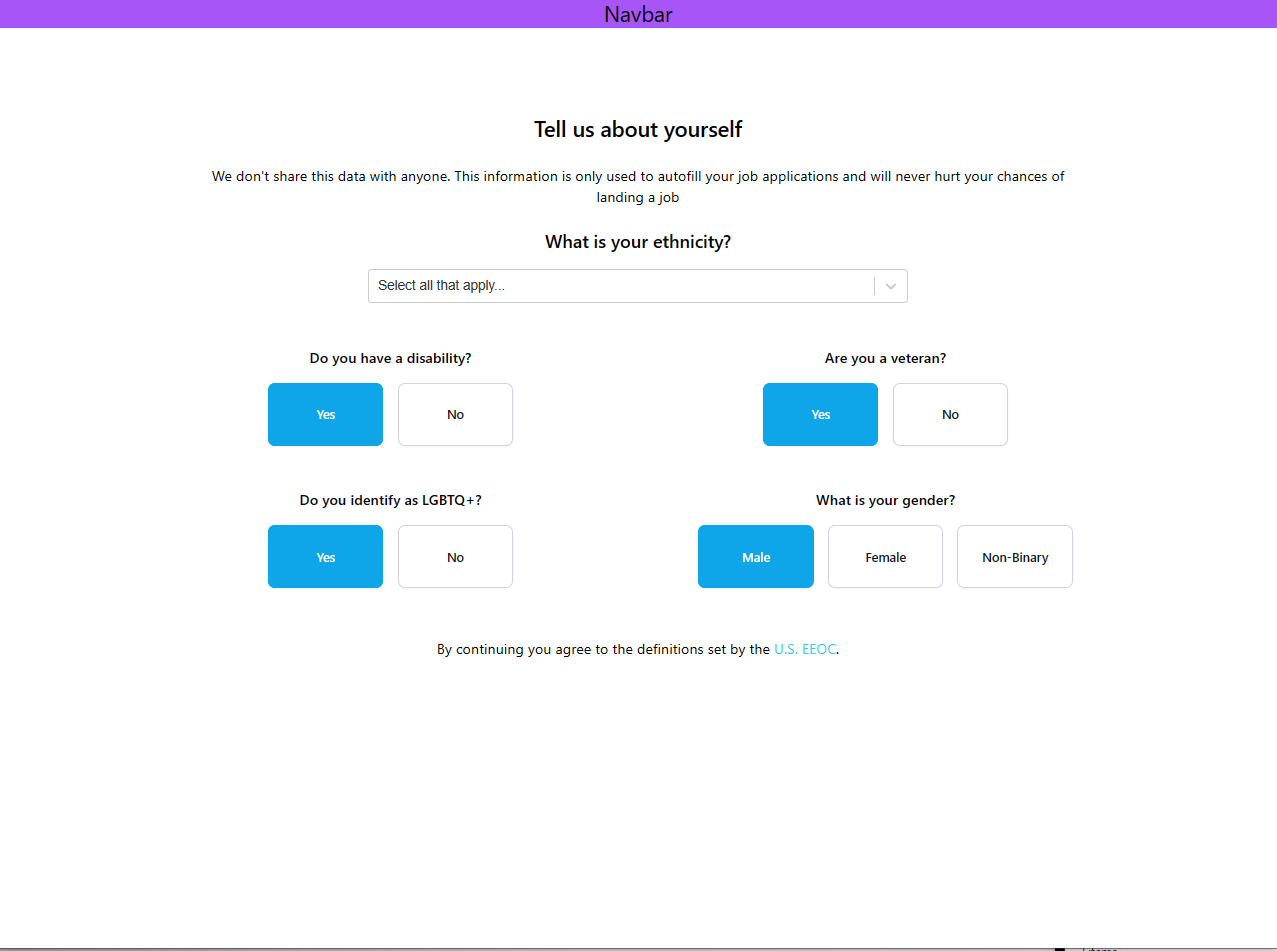 Navbar
Tell us about yourself
We don't share this data with anyone. This information is only used to autofill your job applications and will never hurt your chances of
landing a job
What is your ethnicity?
Select all that apply...
Do you have a disability?
Yes No
Are you a veteran?
Yes No
Do you identify as LGBTQ+?
Yes No
What is your gender?
Male Female Non-Binary
By continuing you agree to the definitions set by the U.S. EEOC.